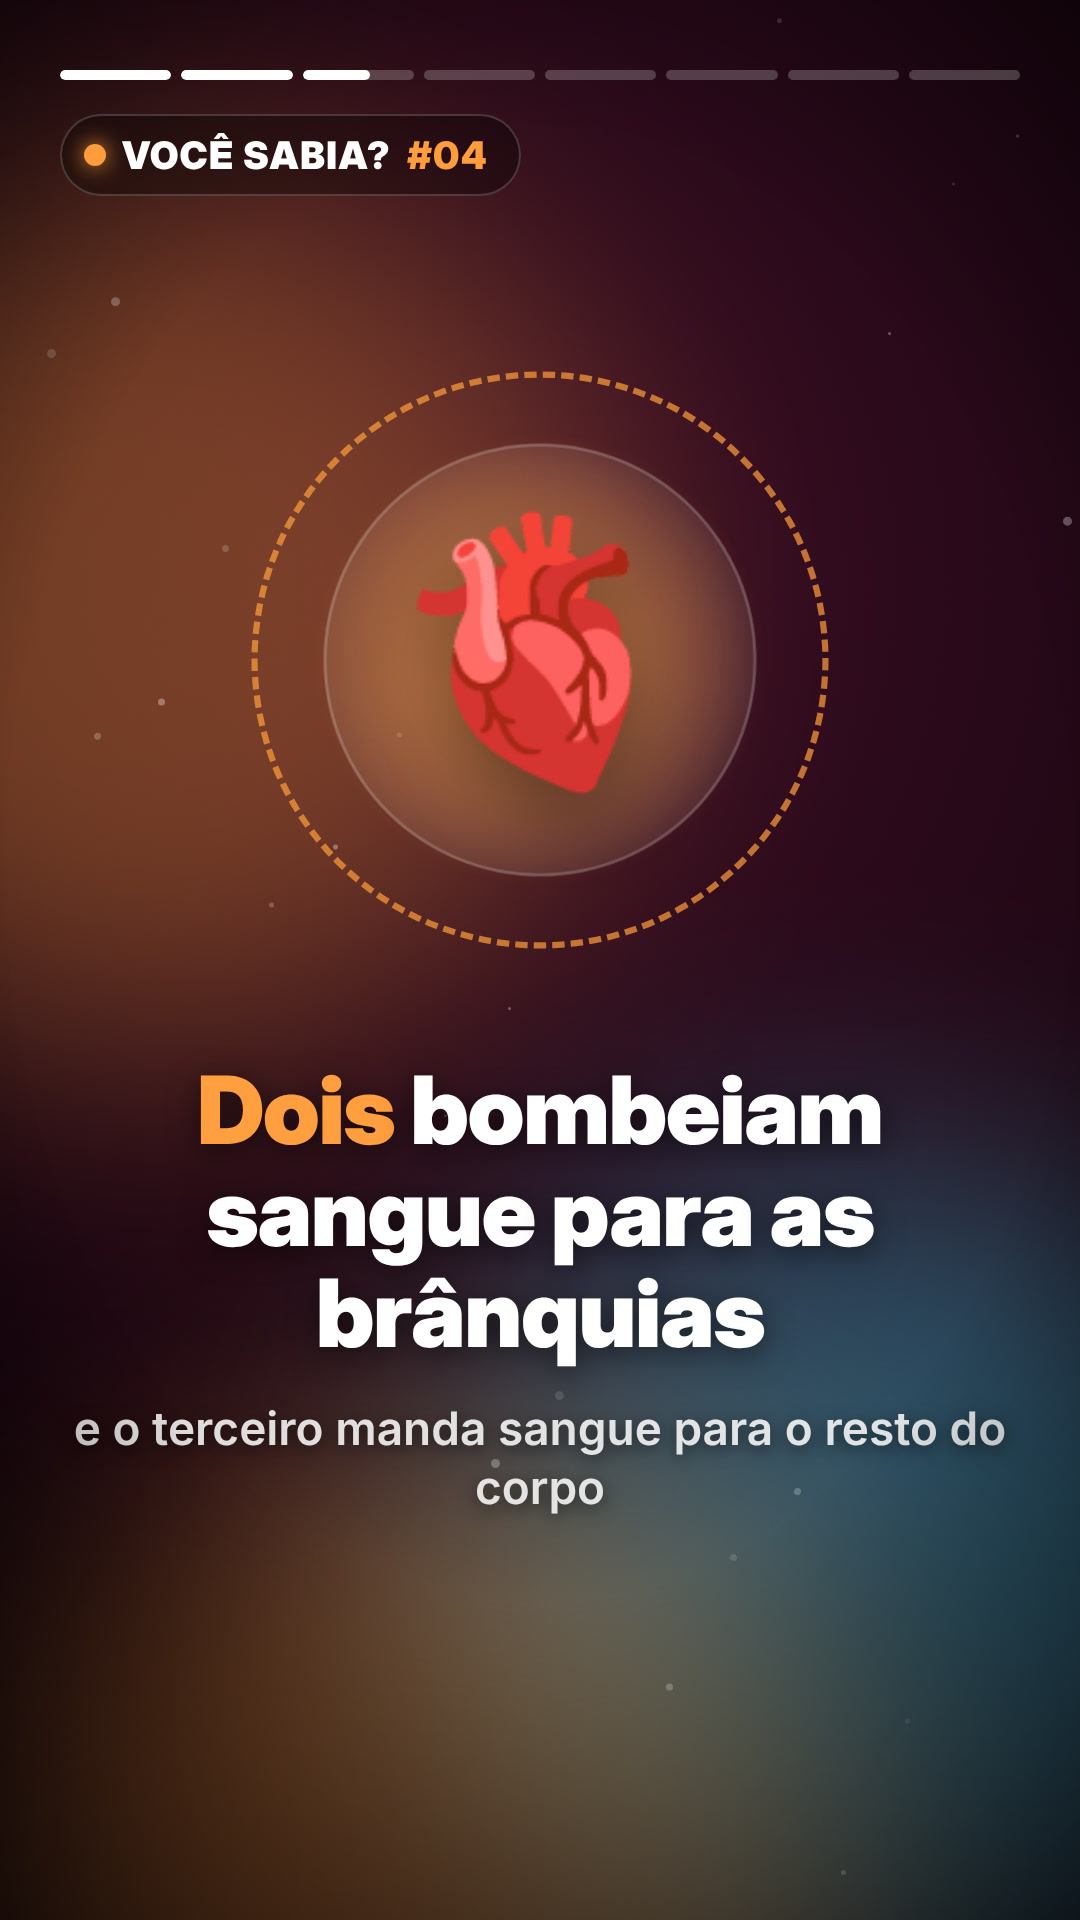 VOCÊ SABIA? #04
Dois bombeiam
sangue para as
brânquias
e o terceiro manda sangue para o resto do
corpo